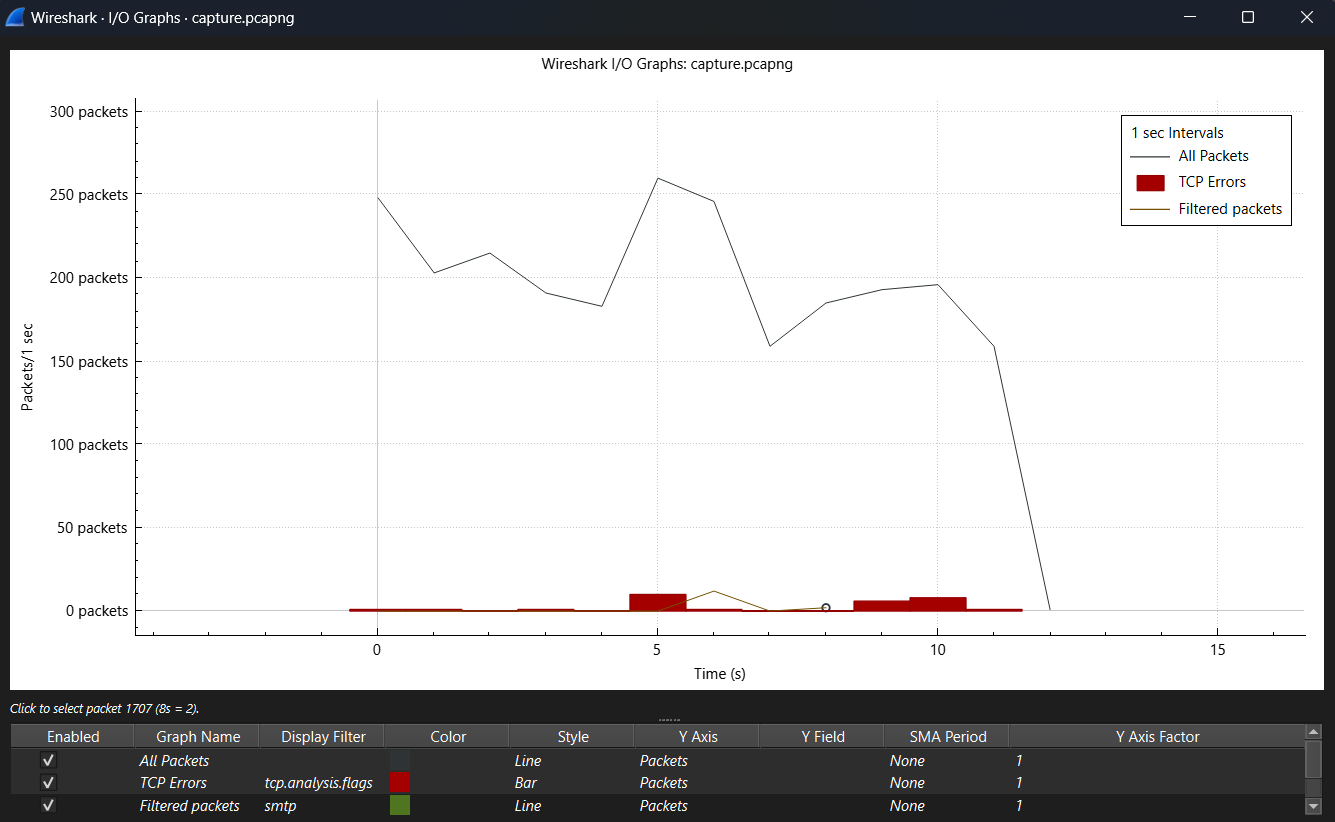 Wireshark · I/O Graphs · capture.pcapng
Wireshark I/O Graphs: capture.pcapng
300 packets
250 packets
200 packets
150 packets
100 packets
50 packets
0 packets
Packets/1 sec
1 sec Intervals
All Packets
TCP Errors
Filtered packets
0 5 10 15
Time (s)
Click to select packet 1707 (8s = 2).
Enabled Graph Name Display Filter Color Style Y Axis Y Field SMA Period Y Axis Factor
All Packets Line Packets None 1
TCP Errors tcp.analysis.flags Bar Packets None 1
Filtered packets smtp Line Packets None 1